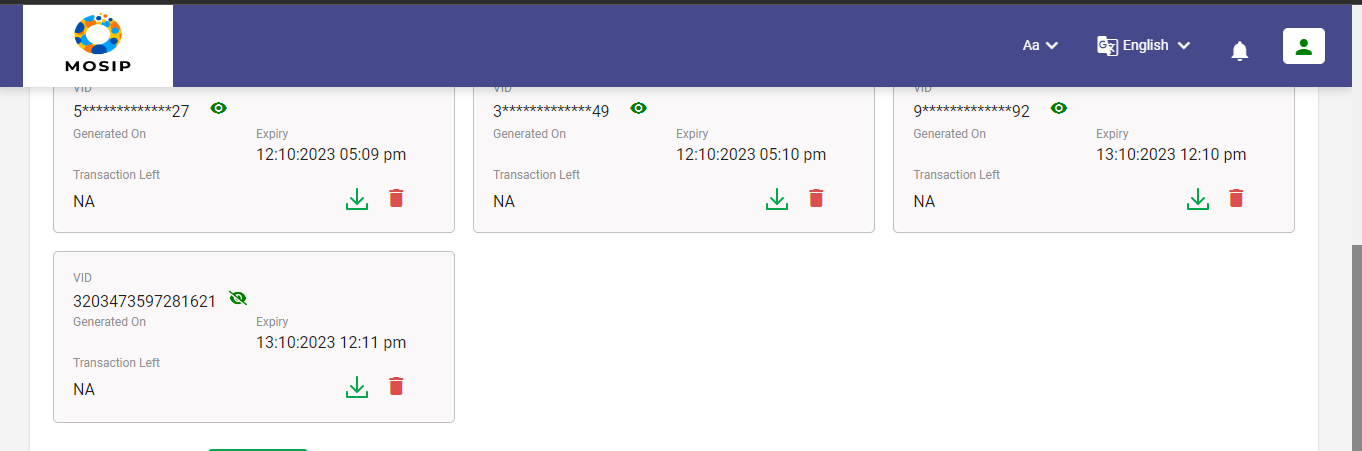 MOSIP
Aa
English
VID
5*************27
Generated On
Expiry
12:10:2023 05:09 pm
Transaction Left
NA
VID
3*************49
Generated On
Expiry
12:10:2023 05:10 pm
Transaction Left
NA
VID
9*************92
Generated On
Expiry
13:10:2023 12:10 pm
Transaction Left
NA
VID
3203473597281621
Generated On
Expiry
13:10:2023 12:11 pm
Transaction Left
NA